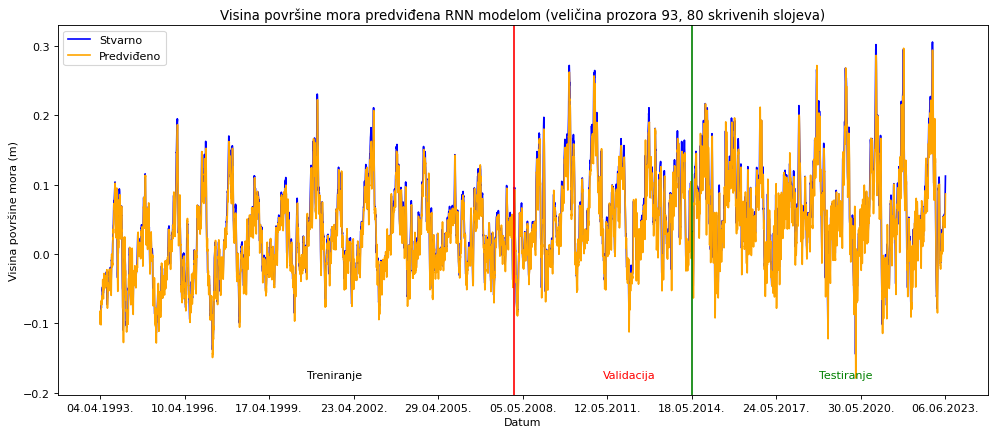 Visina površine mora predviđena RNN modelom (veličina prozora 93, 80 skrivenih slojeva)
Stvarno
Predviđeno
Visina površine mora (m)
0.3
0.2
0.1
0.0
−0.1
−0.2
Treniranje
Validacija
Testiranje
04.04.1993. 10.04.1996. 17.04.1999. 23.04.2002. 29.04.2005. 05.05.2008. 12.05.2011. 18.05.2014. 24.05.2017. 30.05.2020. 06.06.2023.
Datum